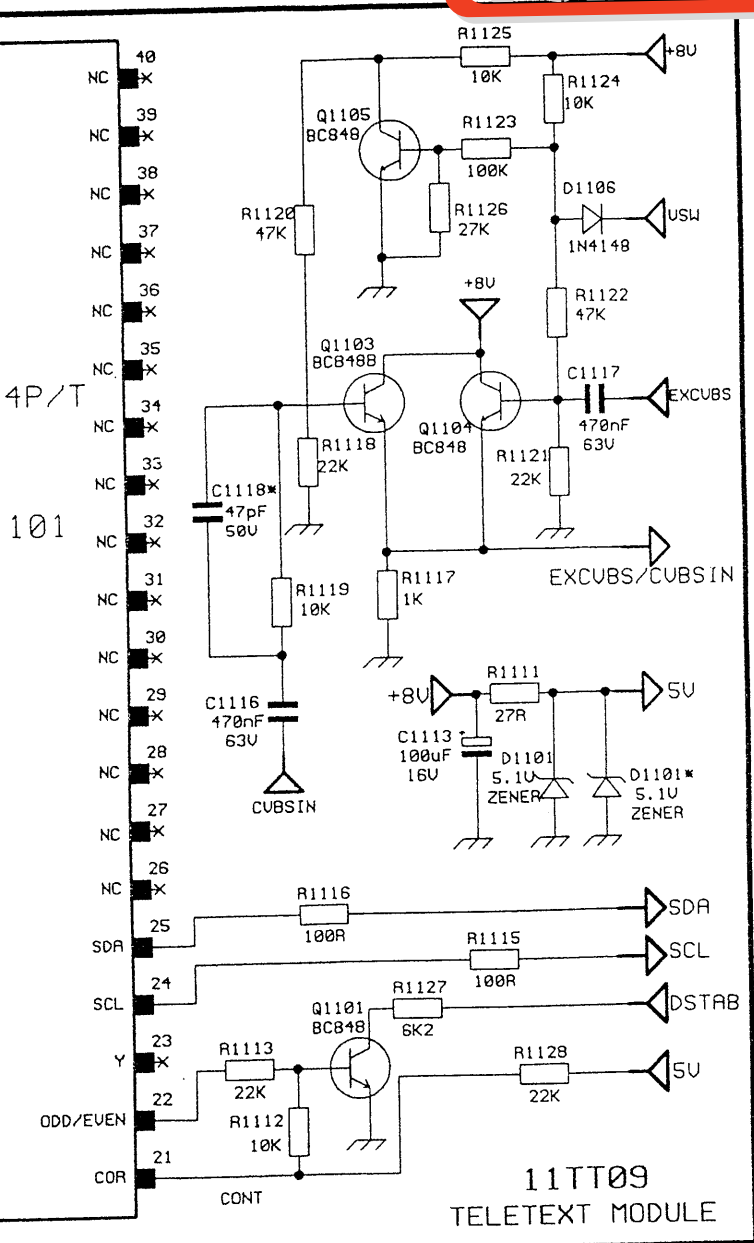 40
NC
39
NC
38
NC
37
NC
36
NC
35
NC.
34
NC
33
NC
32
NC
31
NC
30
NC
29
NC
28
NC
27
NC
26
NC
25
SDA
24
SCL
23
Y
22
ODD/EVEN
21
COR
4P/T
101
R1125
10K
+8V
R1124
10K
Q1105
BC848
R1123
100K
R1126
27K
D1106
1N4148
VSW
R1120
47K
R1122
47K
+8V
Q1103
BC848B
Q1104
BC848
C1117
470nF
63V
EXCVBS
R1118
22K
R1121
22K
C1118*
47pF
50V
R1119
10K
R1117
1K
EXCVBS/CVBSIN
C1116
470nF
63V
CVBSIN
+8V
R1111
27R
5V
C1113
+
100uF
16V
D1101
5.1V
ZENER
D1101*
5.1V
ZENER
R1116
100R
SDA
R1115
100R
SCL
R1127
6K2
DSTAB
Q1101
BC848
R1113
22K
R1112
10K
R1128
22K
5V
CONT
11TT09
TELETEXT MODULE